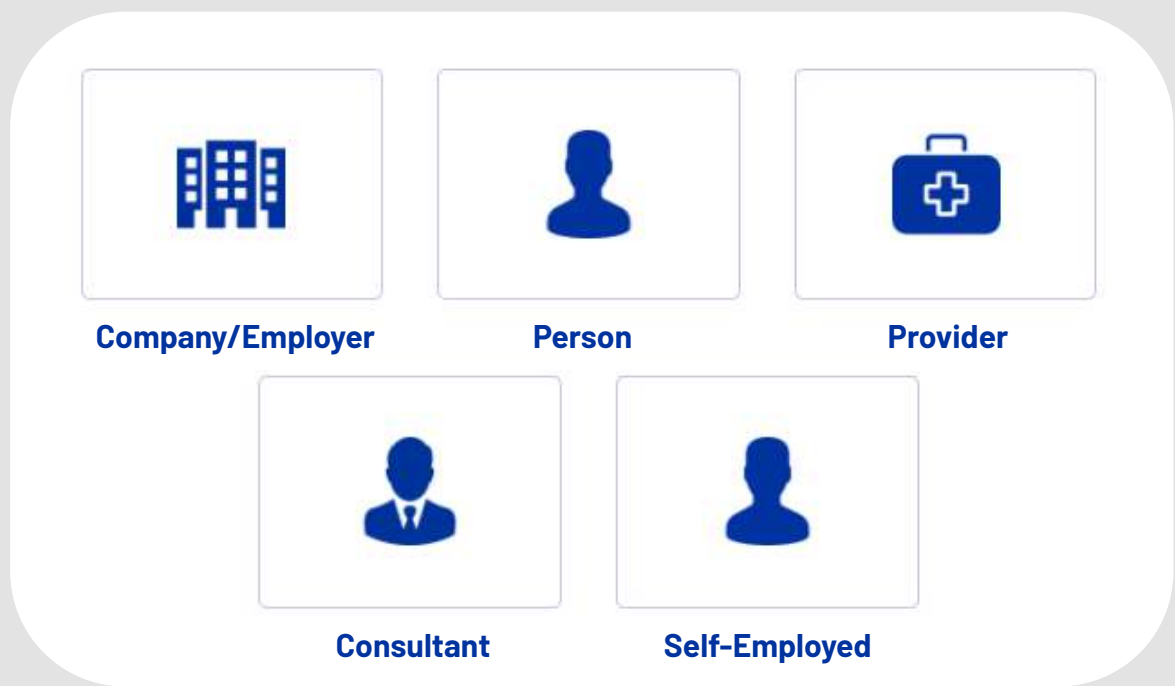 Company/Employer
Person
Provider
Consultant
Self-Employed